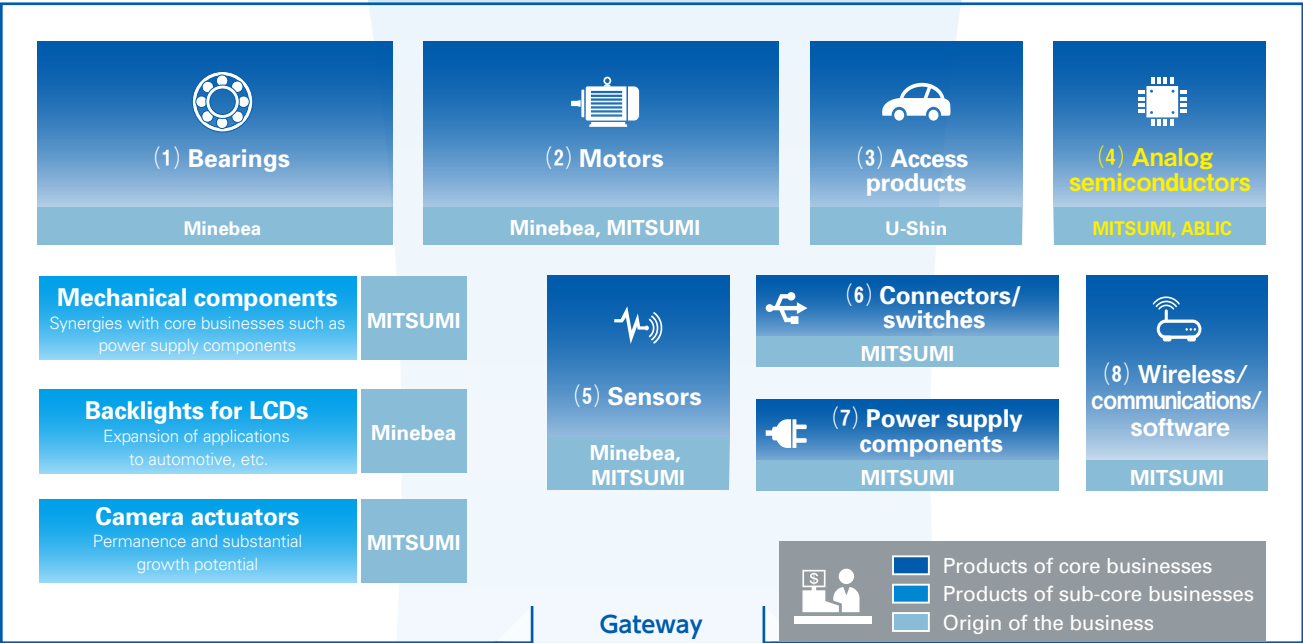 (1) Bearings
Minebea
(2) Motors
Minebea, MITSUMI
(3) Access
products
U-Shin
(4) Analog
semiconductors
MITSUMI, ABLIC
Mechanical components
Synergies with core businesses such as
power supply components
MITSUMI
Backlights for LCDs
Expansion of applications
to automotive, etc.
Minebea
Camera actuators
Permanence and substantial
growth potential
MITSUMI
(5) Sensors
Minebea,
MITSUMI
(6) Connectors/
switches
MITSUMI
(7) Power supply
components
MITSUMI
(8) Wireless/
communications/
software
MITSUMI
$
Products of core businesses
Products of sub-core businesses
Origin of the business
Gateway